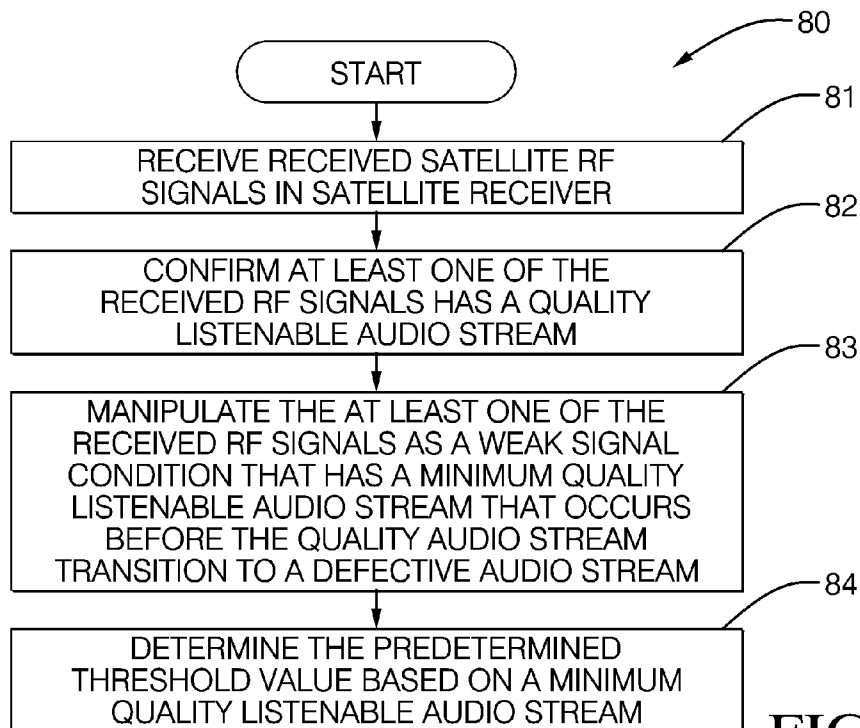 80
START
81
RECEIVE RECEIVED SATELLITE RF
SIGNALS IN SATELLITE RECEIVER
82
CONFIRM AT LEAST ONE OF THE
RECEIVED RF SIGNALS HAS A QUALITY
LISTENABLE AUDIO STREAM
83
MANIPULATE THE AT LEAST ONE OF THE
RECEIVED RF SIGNALS AS A WEAK SIGNAL
CONDITION THAT HAS A MINIMUM QUALITY
LISTENABLE AUDIO STREAM THAT OCCURS
BEFORE THE QUALITY AUDIO STREAM
TRANSITION TO A DEFECTIVE AUDIO STREAM
84
DETERMINE THE PREDETERMINED
THRESHOLD VALUE BASED ON A MINIMUM
QUALITY LISTENABLE AUDIO STREAM